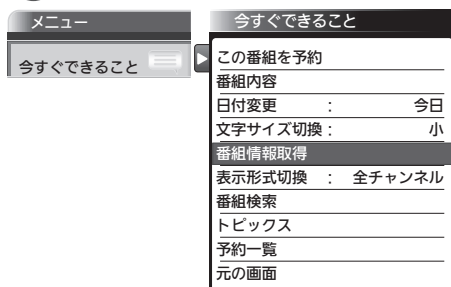 メニュー
今すぐできること
今すぐできること
この番組を予約
番組内容
日付変更 : 今日
文字サイズ切換 : 小
番組情報取得
表示形式切換 : 全チャンネル
番組検索
トピックス
予約一覧
元の画面